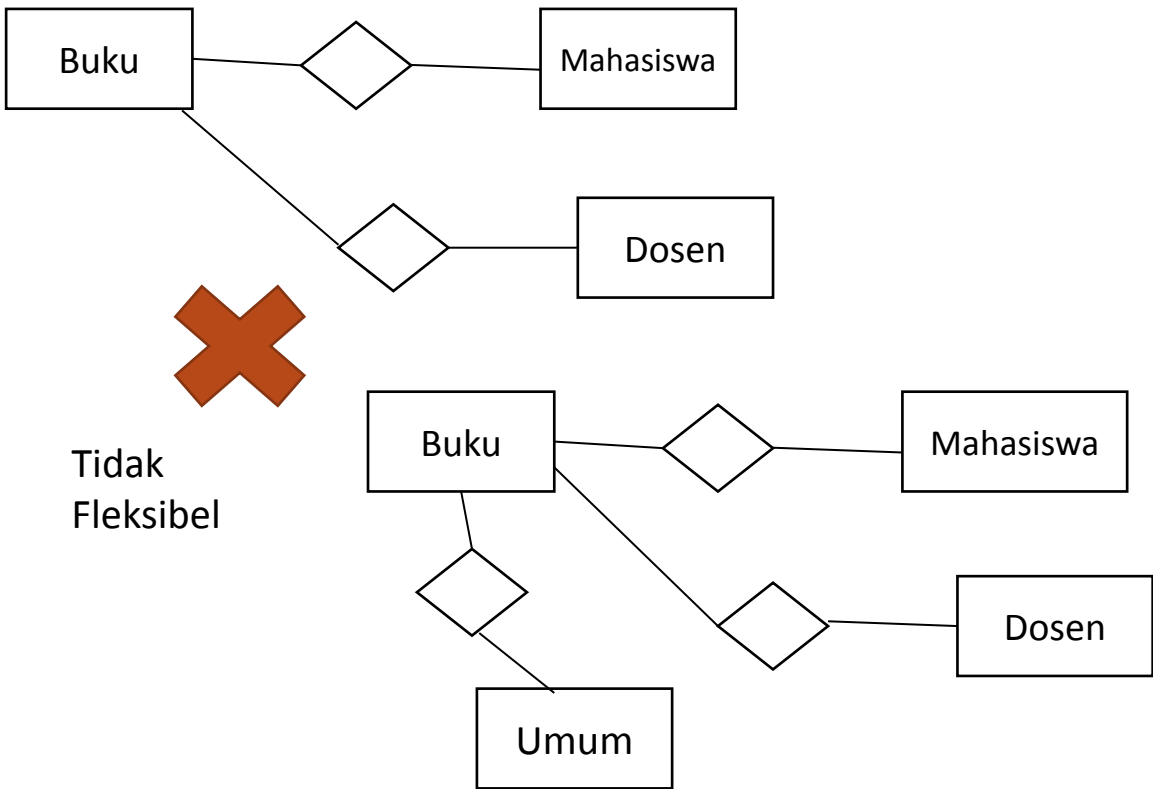 Buku
Mahasiswa
Dosen
Tidak
Fleksibel
Buku
Mahasiswa
Dosen
Umum